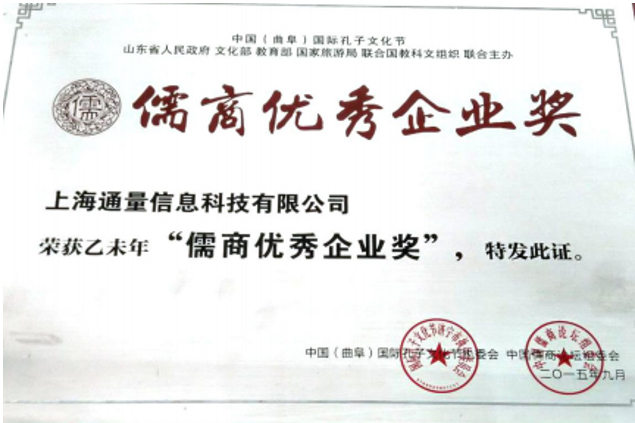 中国（曲阜）国际孔子文化节
山东省人民政府 文化部 教育部 国家旅游局 联合国教科文组织 联合主办
儒
儒商优秀企业奖
上海通量信息科技有限公司
荣获乙未年“儒商优秀企业奖”，特发此证。
中国（曲阜）国际孔子文化节组委会 中国儒商论坛组委会
二〇一五年九月